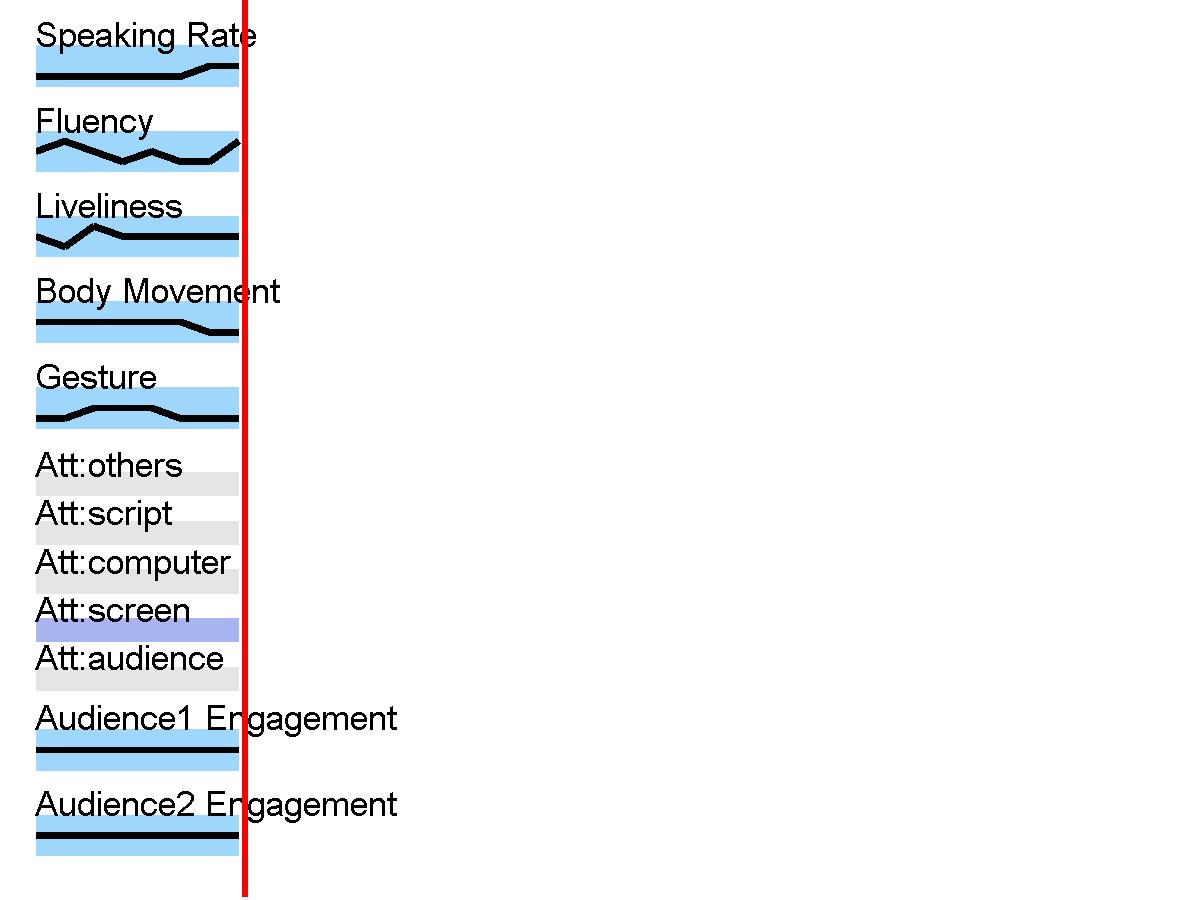 Speaking Rate
Fluency
Liveliness
Body Movement
Gesture
Att:others
Att:script
Att:computer
Att:screen
Att:audience
Audience1 Engagement
Audience2 Engagement